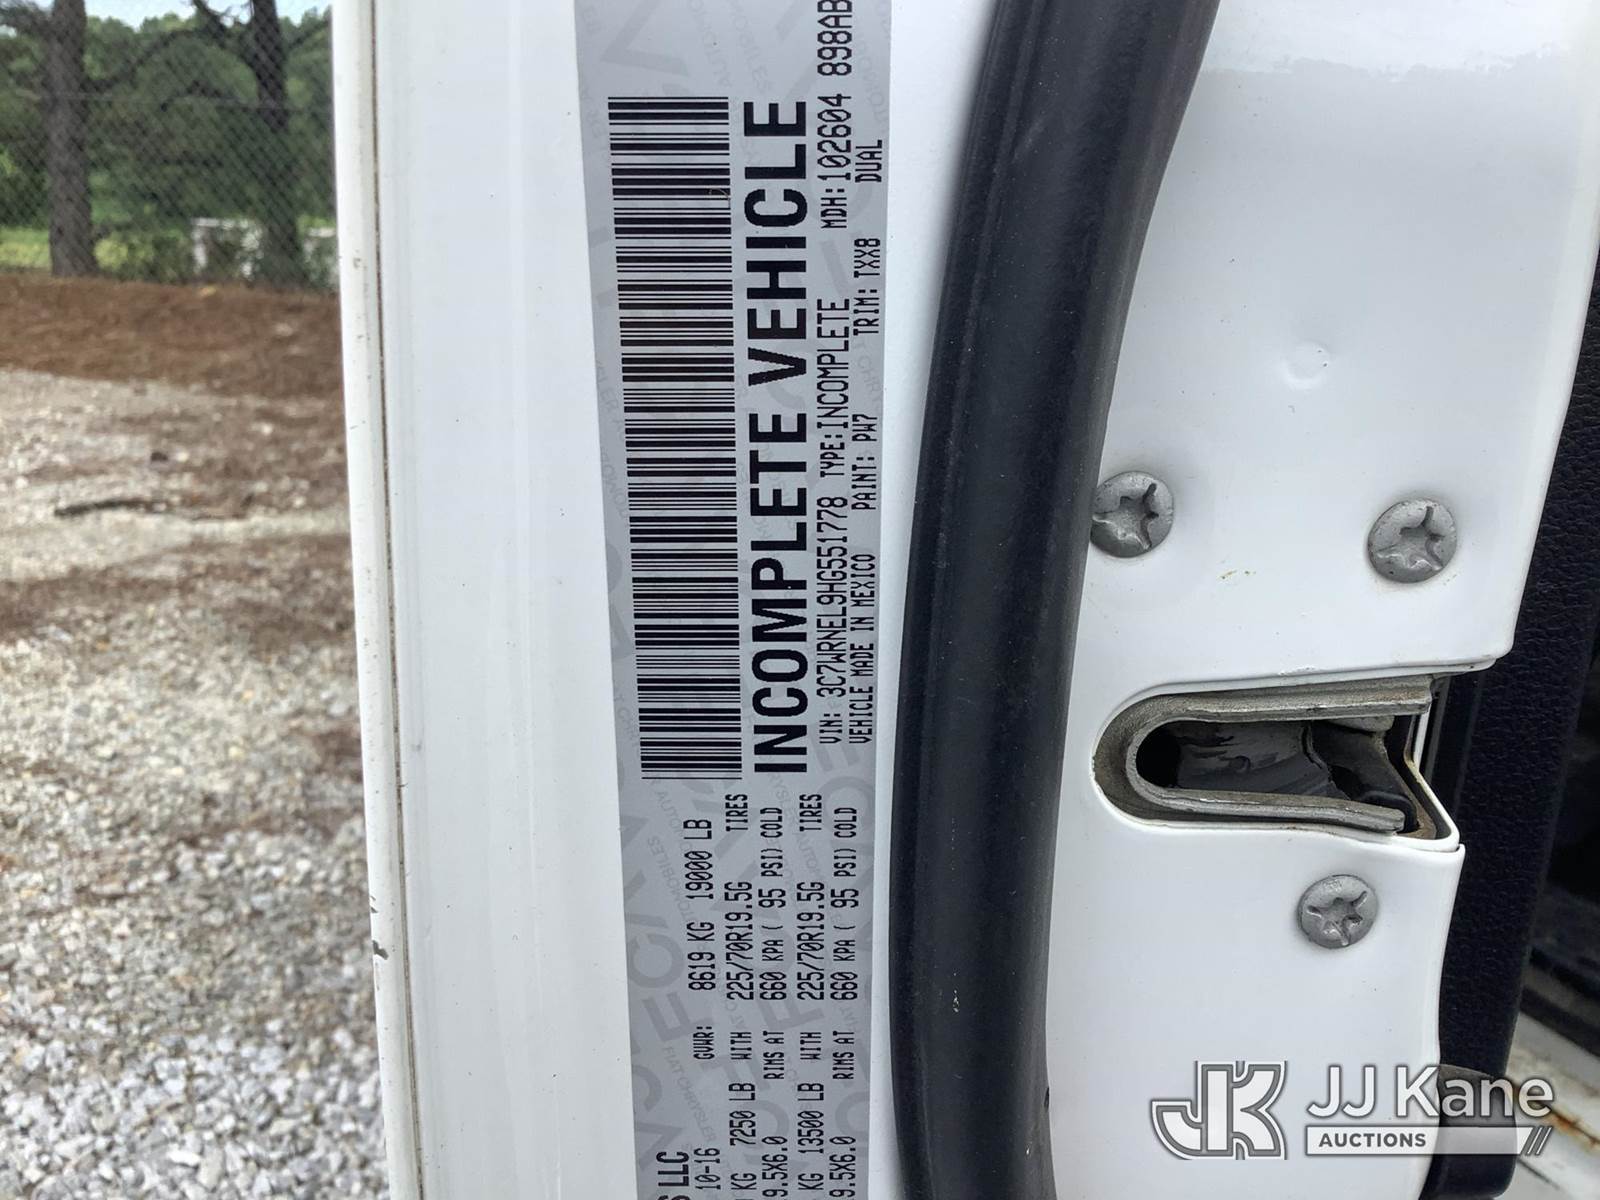 S LLC
10-16 GVWR: 8619 KG 19000 LB
KG 7250 LB WITH 225/70R19.5G TIRES
9.5X6.0 RIMS AT 660 KPA ( 95 PSI) COLD
KG 13500 LB WITH 225/70R19.5G TIRES
9.5X6.0 RIMS AT 660 KPA ( 95 PSI) COLD
INCOMPLETE VEHICLE
VIN: 3C7WRNEL9HG551778 TYPE:INCOMPLETE MDH:102604 898AB
VEHICLE MADE IN MEXICO PAINT: PW7 TRIM: TXX8 DUAL
JK JJ Kane
AUCTIONS